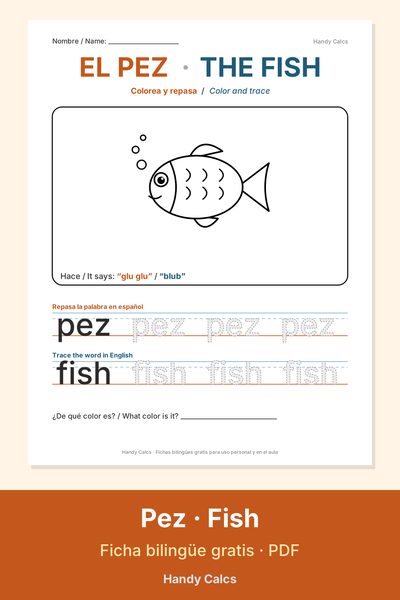 Nombre / Name: ____________________ Handy Calcs
EL PEZ · THE FISH
Colorea y repasa / Color and trace
Hace / It says: “glu glu” / “blub”
Repasa la palabra en español
pez pez pez pez
Trace the word in English
fish fish fish fish
¿De qué color es? / What color is it? ____________________
Handy Calcs · Fichas bilingües gratis para uso personal y en el aula
Pez · Fish
Ficha bilingüe gratis · PDF
Handy Calcs